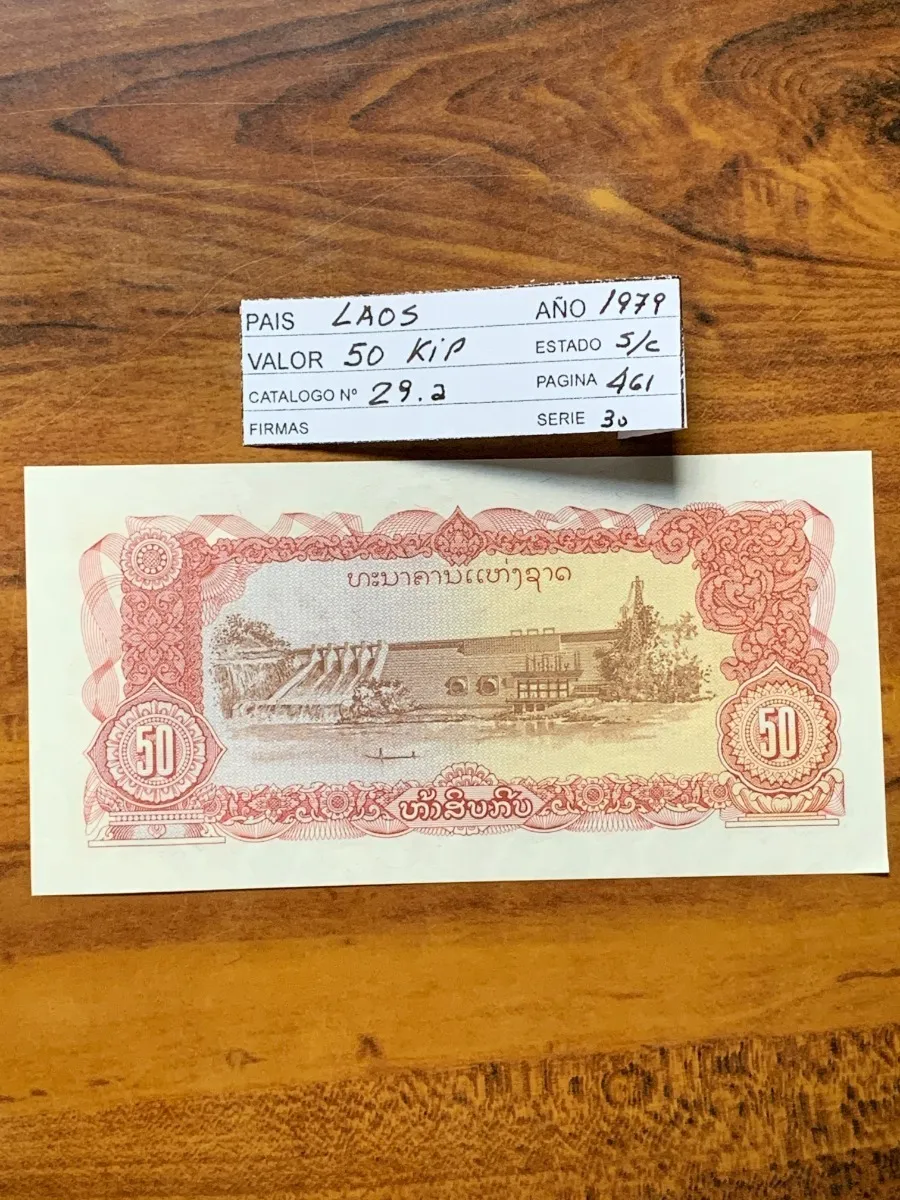 PAIS LAOS AÑO 1979
VALOR 50 KiP ESTADO S/c
CATALOGO Nº 29.a PAGINA 461
FIRMAS SERIE 30
ທະນາຄານແຫ່ງຊາດ
50 50
ຫ້າສິບກີບ